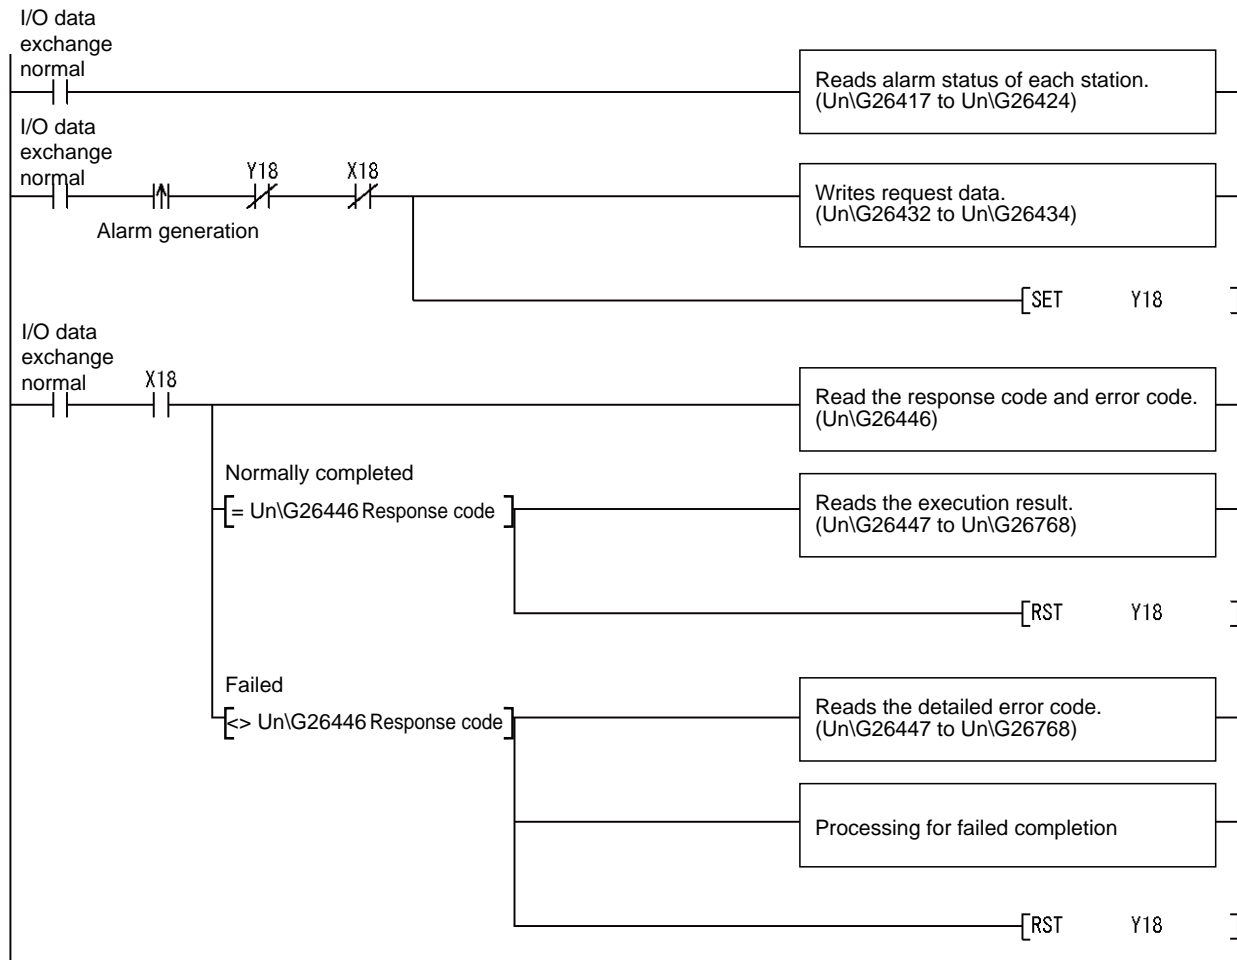 I/O data
exchange
normal
Reads alarm status of each station.
(Un\G26417 to Un\G26424)
I/O data
exchange
normal
Y18
X18
Alarm generation
Writes request data.
(Un\G26432 to Un\G26434)
SET Y18
I/O data
exchange
normal
X18
Read the response code and error code.
(Un\G26446)
Normally completed
= Un\G26446 Response code
Reads the execution result.
(Un\G26447 to Un\G26768)
RST Y18
Failed
<> Un\G26446 Response code
Reads the detailed error code.
(Un\G26447 to Un\G26768)
Processing for failed completion
RST Y18